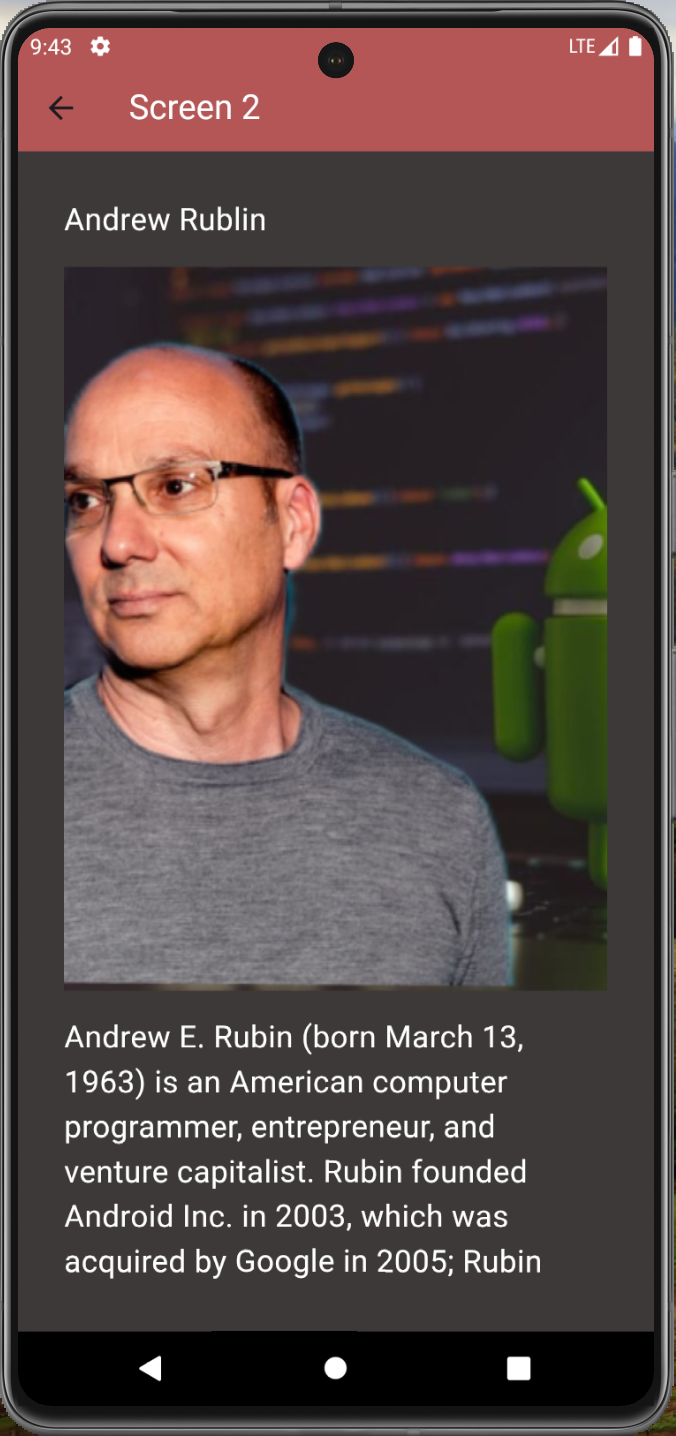 9:43
LTE
Screen 2
Andrew Rublin
Andrew E. Rubin (born March 13,
1963) is an American computer
programmer, entrepreneur, and
venture capitalist. Rubin founded
Android Inc. in 2003, which was
acquired by Google in 2005; Rubin